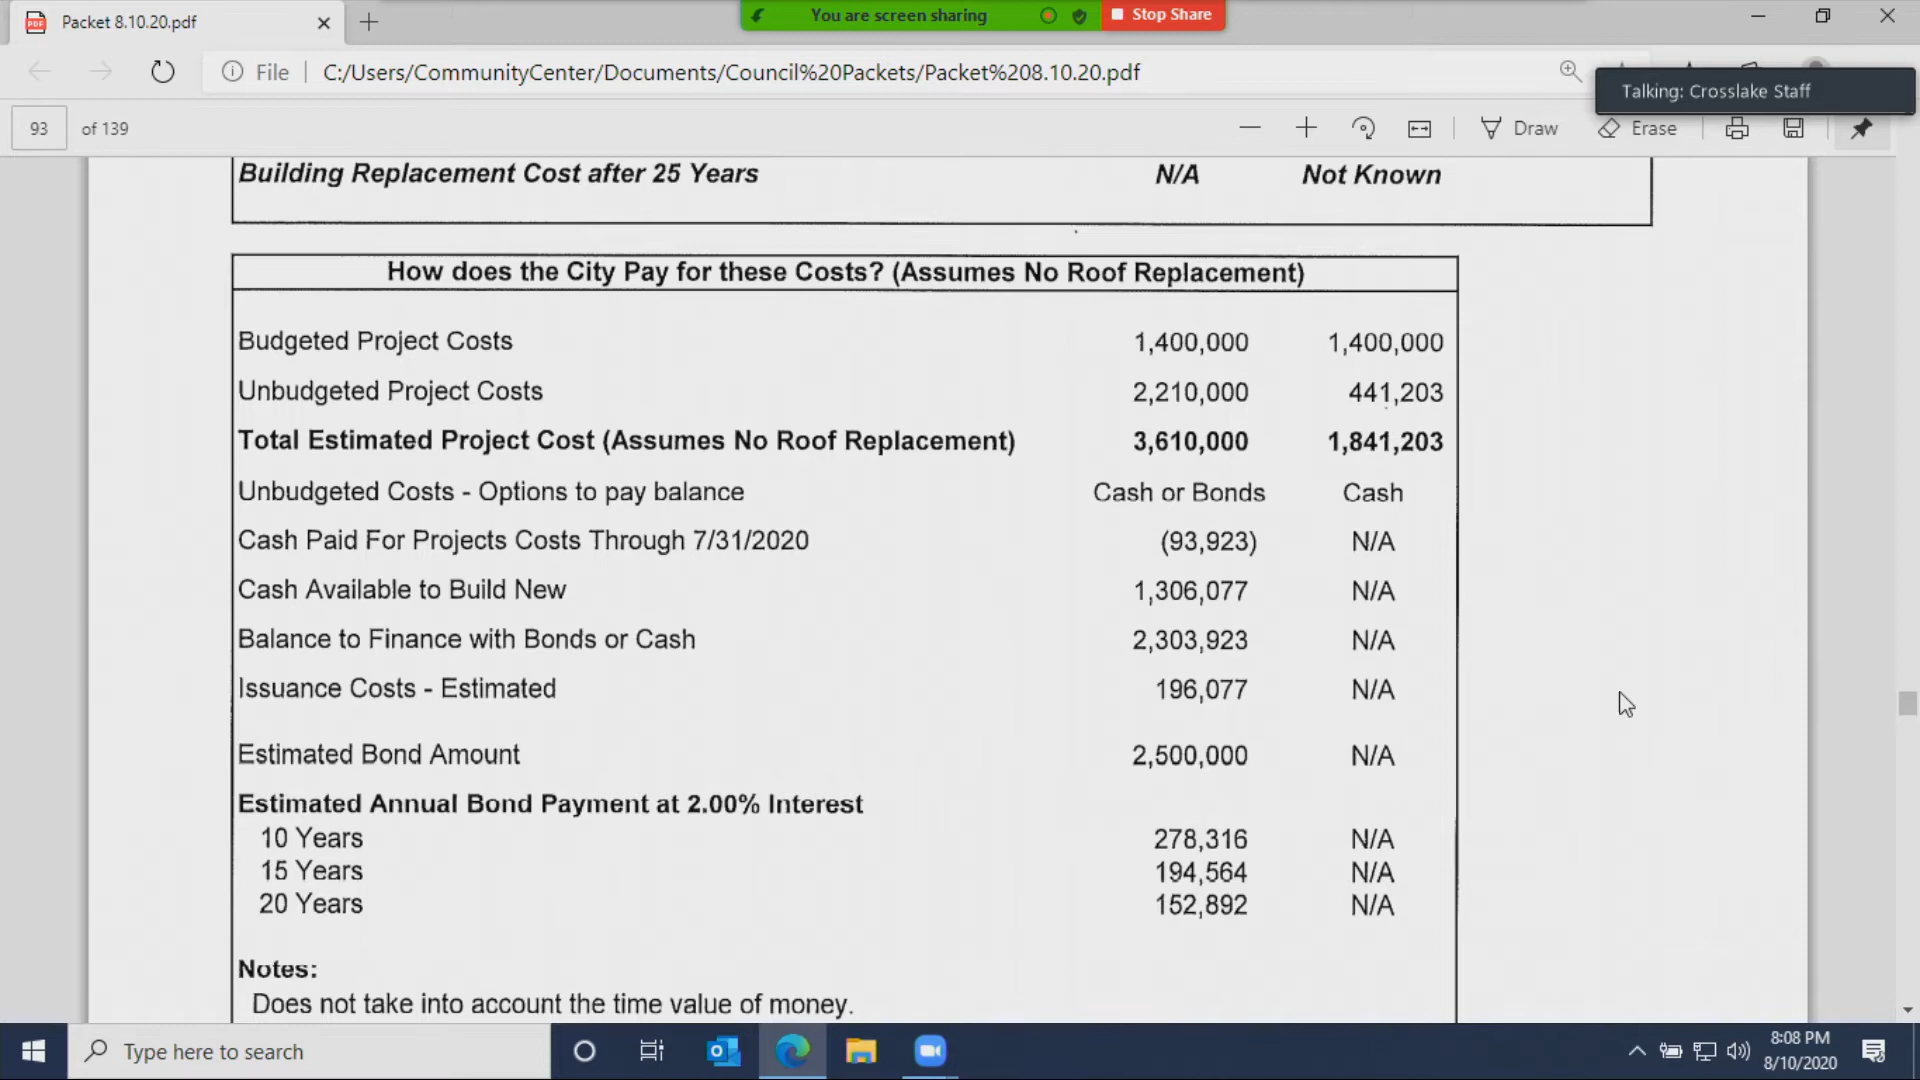 Packet 8.10.20.pdf
You are screen sharing
Stop Share
File
C:/Users/CommunityCenter/Documents/Council%20Packets/Packet%208.10.20.pdf
Talking: Crosslake Staff
93 of 139
Draw
Erase
Building Replacement Cost after 25 Years N/A Not Known
How does the City Pay for these Costs? (Assumes No Roof Replacement)
Budgeted Project Costs 1,400,000 1,400,000
Unbudgeted Project Costs 2,210,000 441,203
Total Estimated Project Cost (Assumes No Roof Replacement) 3,610,000 1,841,203
Unbudgeted Costs - Options to pay balance Cash or Bonds Cash
Cash Paid For Projects Costs Through 7/31/2020 (93,923) N/A
Cash Available to Build New 1,306,077 N/A
Balance to Finance with Bonds or Cash 2,303,923 N/A
Issuance Costs - Estimated 196,077 N/A
Estimated Bond Amount 2,500,000 N/A
Estimated Annual Bond Payment at 2.00% Interest
10 Years 278,316 N/A
15 Years 194,564 N/A
20 Years 152,892 N/A
Notes:
Does not take into account the time value of money.
Type here to search
8:08 PM
8/10/2020